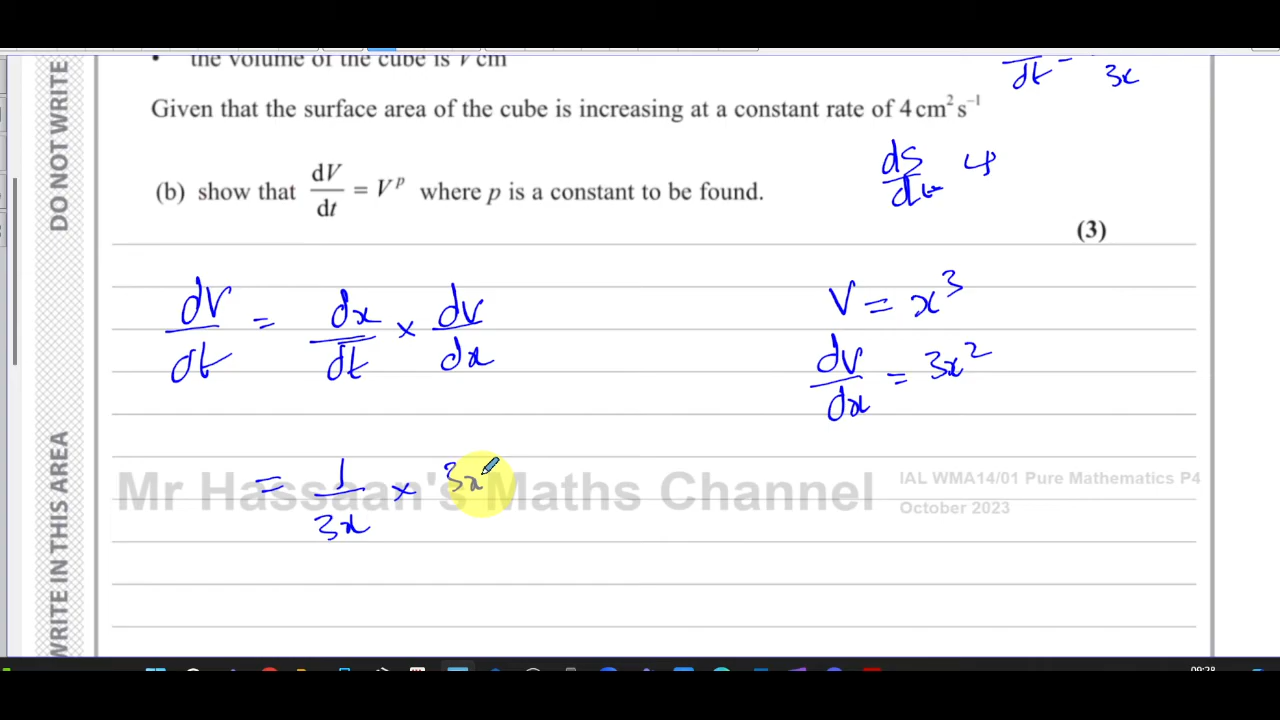 the volume of the cube is V cm
dt = 3x
Given that the surface area of the cube is increasing at a constant rate of 4 cm² s⁻¹
dS/dt = 4
(b) show that dV/dt = V^p where p is a constant to be found.
(3)
dV/dt = dx/dt × dV/dx
V = x³
dV/dx = 3x²
= 1/3x × 3x
Mr Hassaan's Maths Channel
IAL WMA14/01 Pure Mathematics P4
October 2023
DO NOT WRITE
WRITE IN THIS AREA